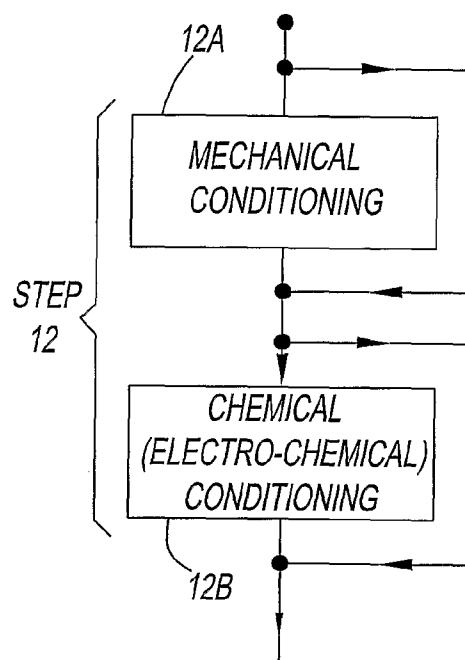 12A
MECHANICAL
CONDITIONING
STEP
12
CHEMICAL
(ELECTRO-CHEMICAL)
CONDITIONING
12B